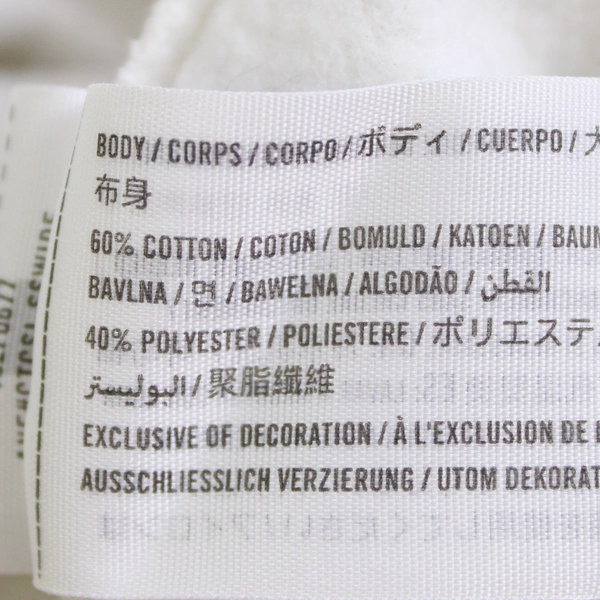 BODY / CORPS / CORPO / ボディ / CUERPO / 大
布身
60% COTTON / COTON / BOMULD / KATOEN / BAUM
BAVLNA / 면 / BAWEŁNA / ALGODÃO / القطن
40% POLYESTER / POLIESTERE / ポリエステ
البوليستر / 聚脂纖維
EXCLUSIVE OF DECORATION / À L'EXCLUSION DE
AUSSCHLIESSLICH VERZIERUNG / UTOM DEKORAT